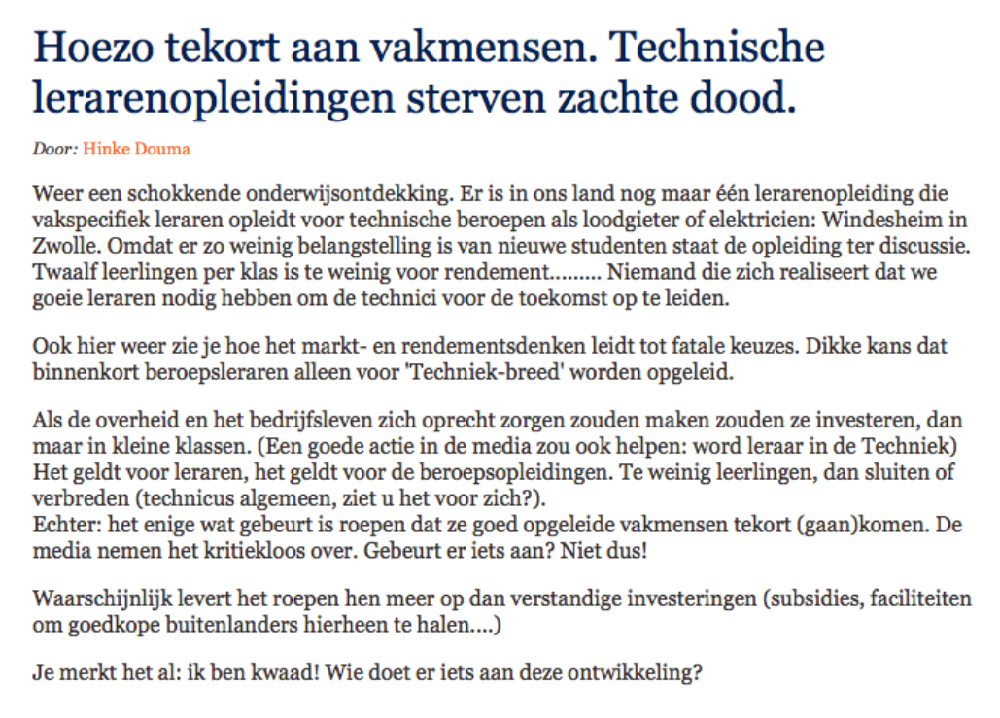 Hoezo tekort aan vakmensen. Technische
lerarenopleidingen sterven zachte dood.
Door: Hinke Douma
Weer een schokkende onderwijsontdekking. Er is in ons land nog maar één lerarenopleiding die
vakspecifiek leraren opleidt voor technische beroepen als loodgieter of elektricien: Windesheim in
Zwolle. Omdat er zo weinig belangstelling is van nieuwe studenten staat de opleiding ter discussie.
Twaalf leerlingen per klas is te weinig voor rendement......... Niemand die zich realiseert dat we
goeie leraren nodig hebben om de technici voor de toekomst op te leiden.
Ook hier weer zie je hoe het markt- en rendementsdenken leidt tot fatale keuzes. Dikke kans dat
binnenkort beroepsleraren alleen voor 'Techniek-breed' worden opgeleid.
Als de overheid en het bedrijfsleven zich oprecht zorgen zouden maken zouden ze investeren, dan
maar in kleine klassen. (Een goede actie in de media zou ook helpen: word leraar in de Techniek)
Het geldt voor leraren, het geldt voor de beroepsopleidingen. Te weinig leerlingen, dan sluiten of
verbreden (technicus algemeen, ziet u het voor zich?).
Echter: het enige wat gebeurt is roepen dat ze goed opgeleide vakmensen tekort (gaan)komen. De
media nemen het kritiekloos over. Gebeurt er iets aan? Niet dus!
Waarschijnlijk levert het roepen hen meer op dan verstandige investeringen (subsidies, faciliteiten
om goedkope buitenlanders hierheen te halen....)
Je merkt het al: ik ben kwaad! Wie doet er iets aan deze ontwikkeling?